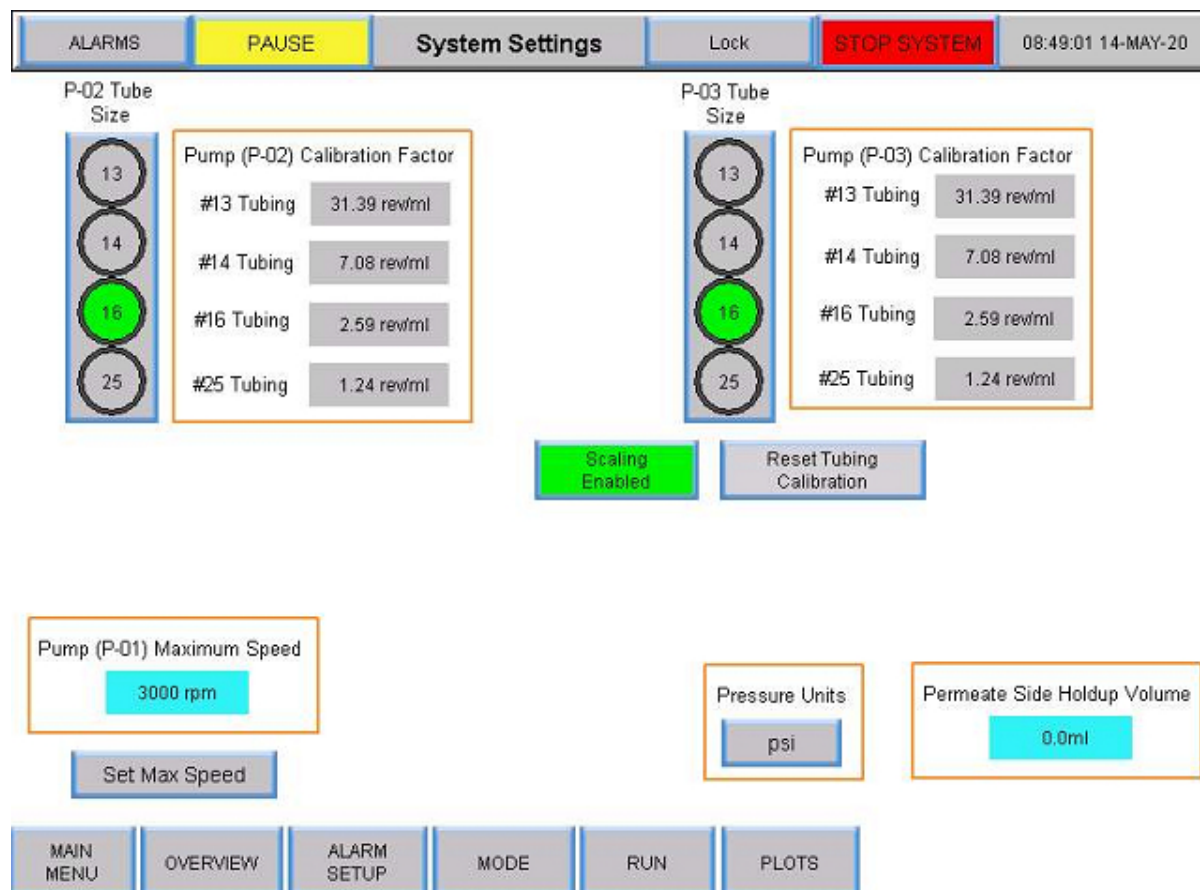 ALARMS PAUSE System Settings Lock STOP SYSTEM 08:49:01 14-MAY-20
P-02 Tube
Size
13
14
16
25
Pump (P-02) Calibration Factor
#13 Tubing 31.39 rev/ml
#14 Tubing 7.08 rev/ml
#16 Tubing 2.59 rev/ml
#25 Tubing 1.24 rev/ml
P-03 Tube
Size
13
14
16
25
Pump (P-03) Calibration Factor
#13 Tubing 31.39 rev/ml
#14 Tubing 7.08 rev/ml
#16 Tubing 2.59 rev/ml
#25 Tubing 1.24 rev/ml
Scaling
Enabled
Reset Tubing
Calibration
Pump (P-01) Maximum Speed
3000 rpm
Set Max Speed
Pressure Units
psi
Permeate Side Holdup Volume
0.0ml
MAIN
MENU
OVERVIEW
ALARM
SETUP
MODE
RUN
PLOTS